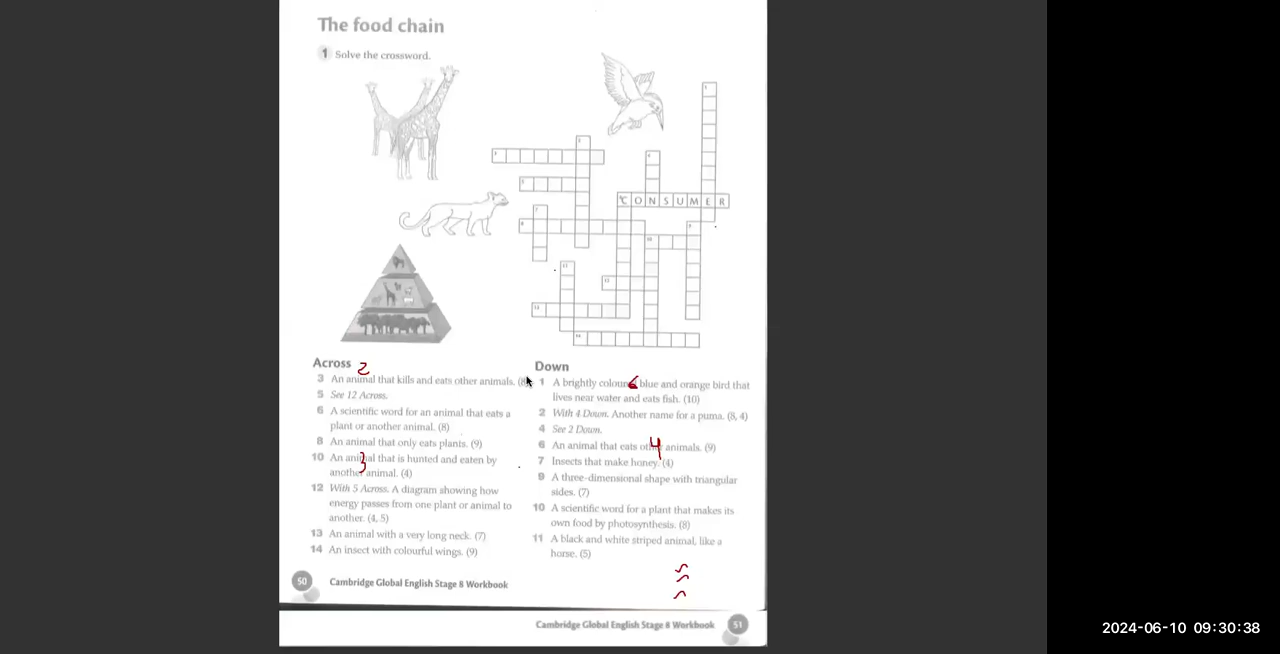 The food chain
1 Solve the crossword.
C O N S U M E R
Across
2
3 An animal that kills and eats other animals. (8)
5 See 12 Across.
6 A scientific word for an animal that eats a
plant or another animal. (8)
8 An animal that only eats plants. (9)
10 An animal that is hunted and eaten by
another animal. (4)
3
12 With 5 Across. A diagram showing how
energy passes from one plant or animal to
another. (4, 5)
13 An animal with a very long neck. (7)
14 An insect with colourful wings. (9)
Down
1 A brightly coloured blue and orange bird that
lives near water and eats fish. (10)
6
2 With 4 Down. Another name for a puma. (8, 4)
4 See 2 Down.
6 An animal that eats other animals. (9)
4
7 Insects that make honey. (4)
9 A three-dimensional shape with triangular
sides. (7)
10 A scientific word for a plant that makes its
own food by photosynthesis. (8)
11 A black and white striped animal, like a
horse. (5)
50 Cambridge Global English Stage 8 Workbook
Cambridge Global English Stage 8 Workbook 51
2024-06-10 09:30:38